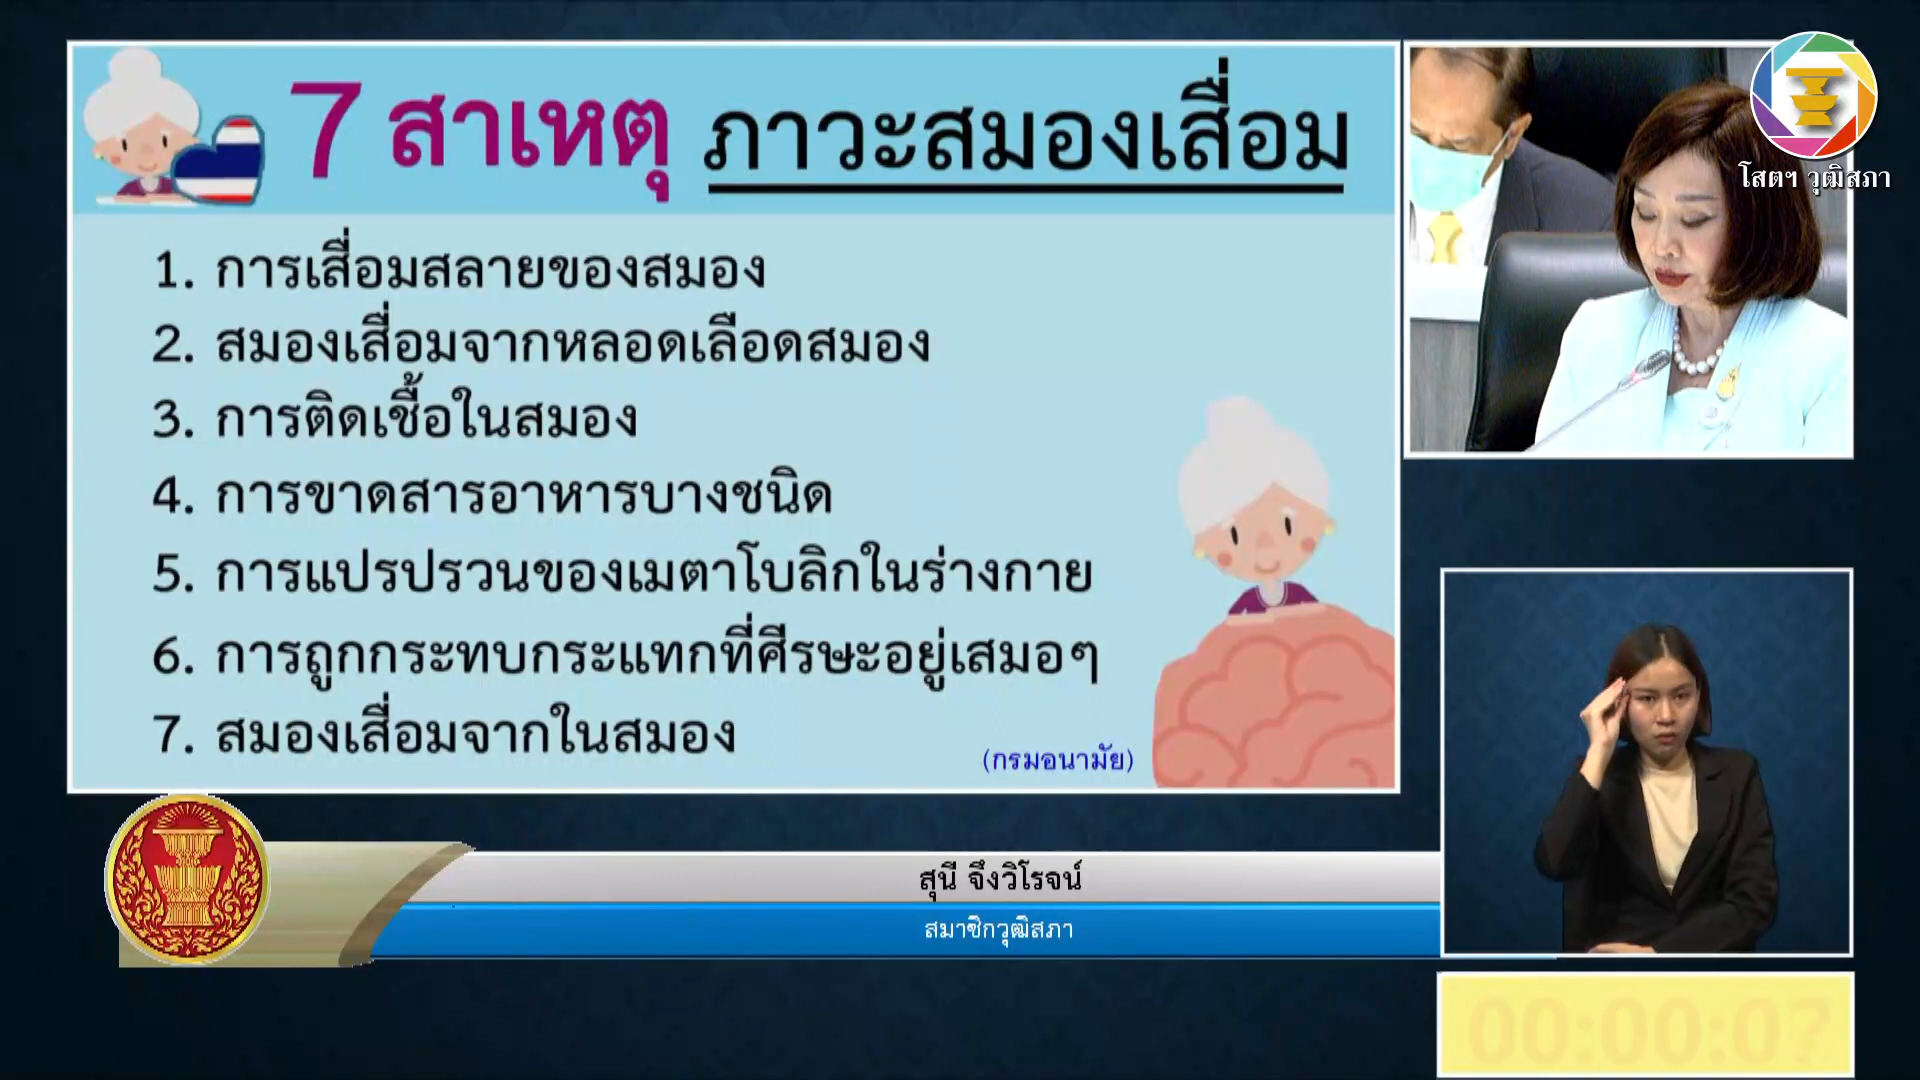 7 สาเหตุ ภาวะสมองเสื่อม
1. การเสื่อมสลายของสมอง
2. สมองเสื่อมจากหลอดเลือดสมอง
3. การติดเชื้อในสมอง
4. การขาดสารอาหารบางชนิด
5. การแปรปรวนของเมตาโบลิกในร่างกาย
6. การถูกกระทบกระแทกที่ศีรษะอยู่เสมอๆ
7. สมองเสื่อมจากในสมอง
(กรมอนามัย)
โสตฯ วุฒิสภา
สุนี จึงวิโรจน์
สมาชิกวุฒิสภา